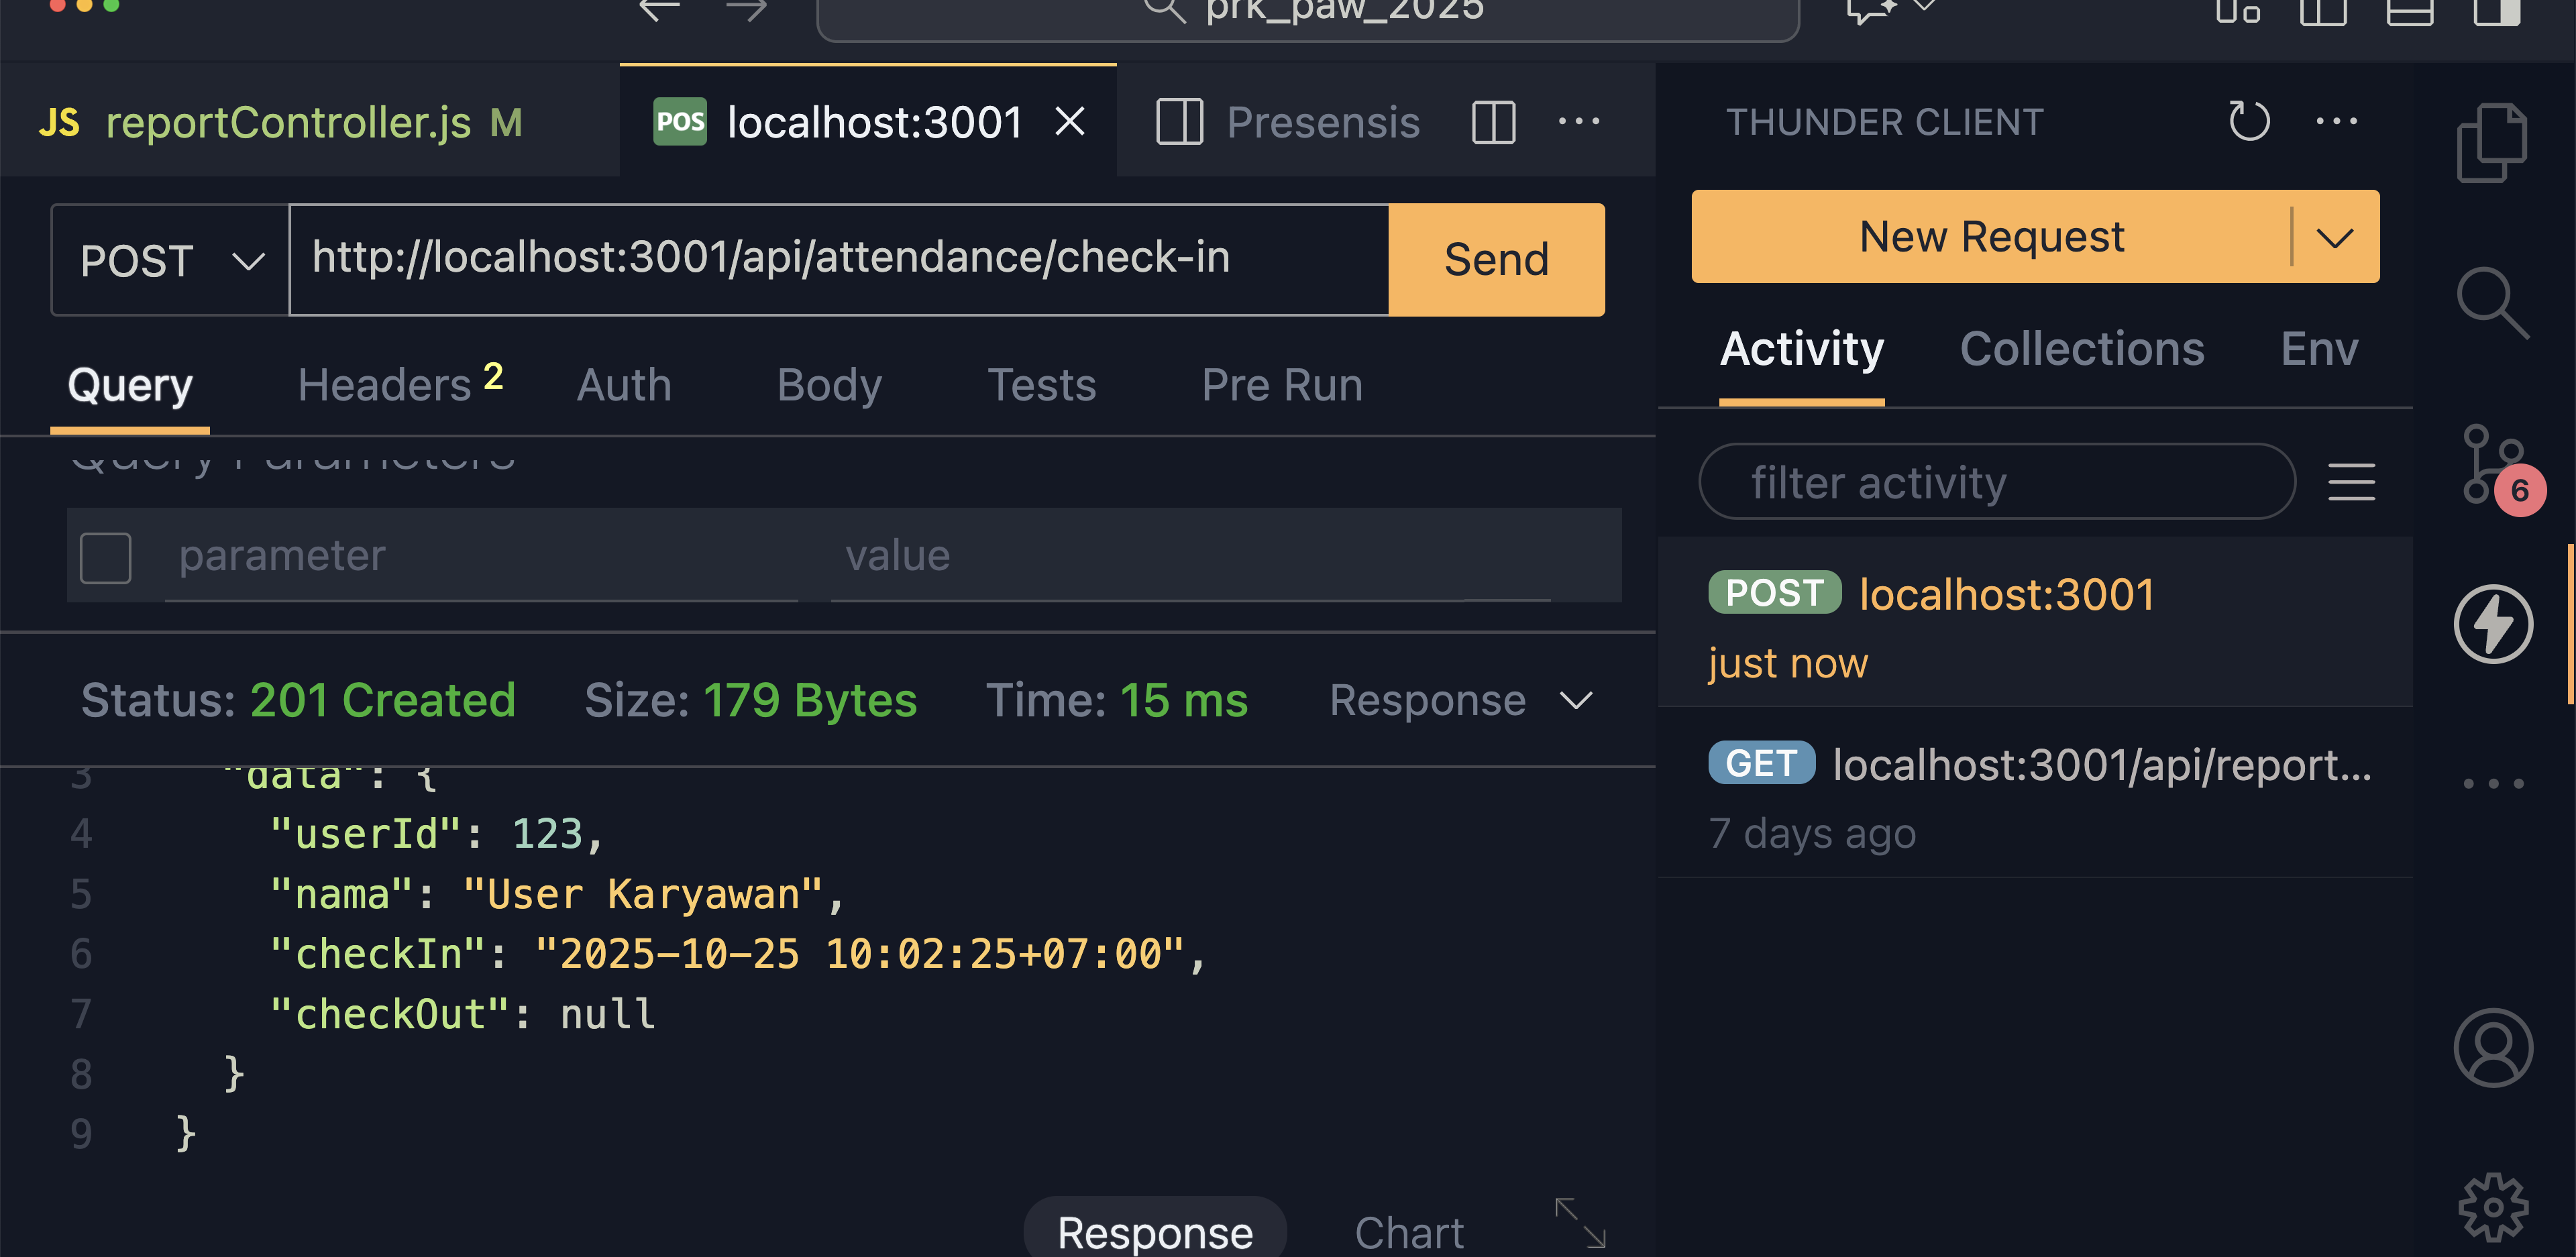 prk_paw_2025
JS reportController.js M
POS localhost:3001
Presensis
POST http://localhost:3001/api/attendance/check-in Send
Query Headers 2 Auth Body Tests Pre Run
Query Parameters
parameter value
Status: 201 Created Size: 179 Bytes Time: 15 ms Response
3 "data": {
4 "userId": 123,
5 "nama": "User Karyawan",
6 "checkIn": "2025-10-25 10:02:25+07:00",
7 "checkOut": null
8 }
9 }
Response Chart
THUNDER CLIENT
New Request
Activity Collections Env
filter activity
POST localhost:3001
just now
GET localhost:3001/api/report...
7 days ago
6